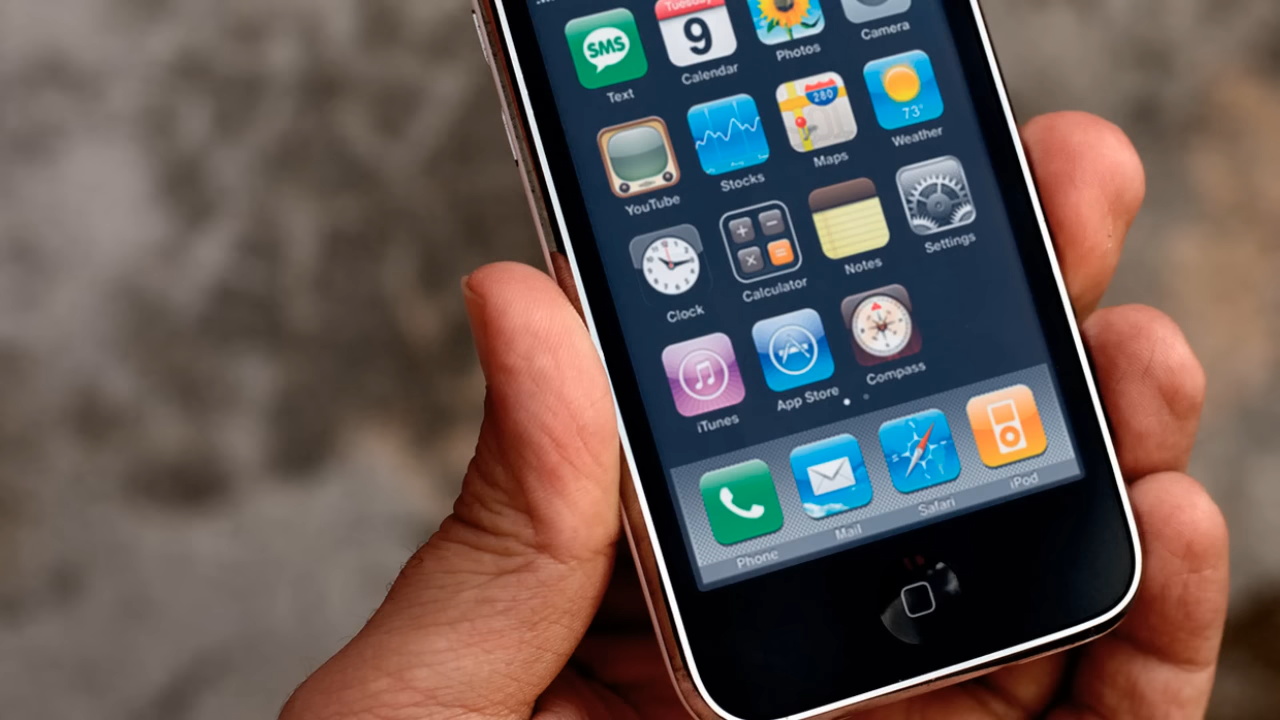 SMS
Text
Tuesday
9
Calendar
Photos
Camera
YouTube
Stocks
280
Maps
73°
Weather
Clock
Calculator
Notes
Settings
iTunes
App Store
Compass
Phone
Mail
Safari
iPod